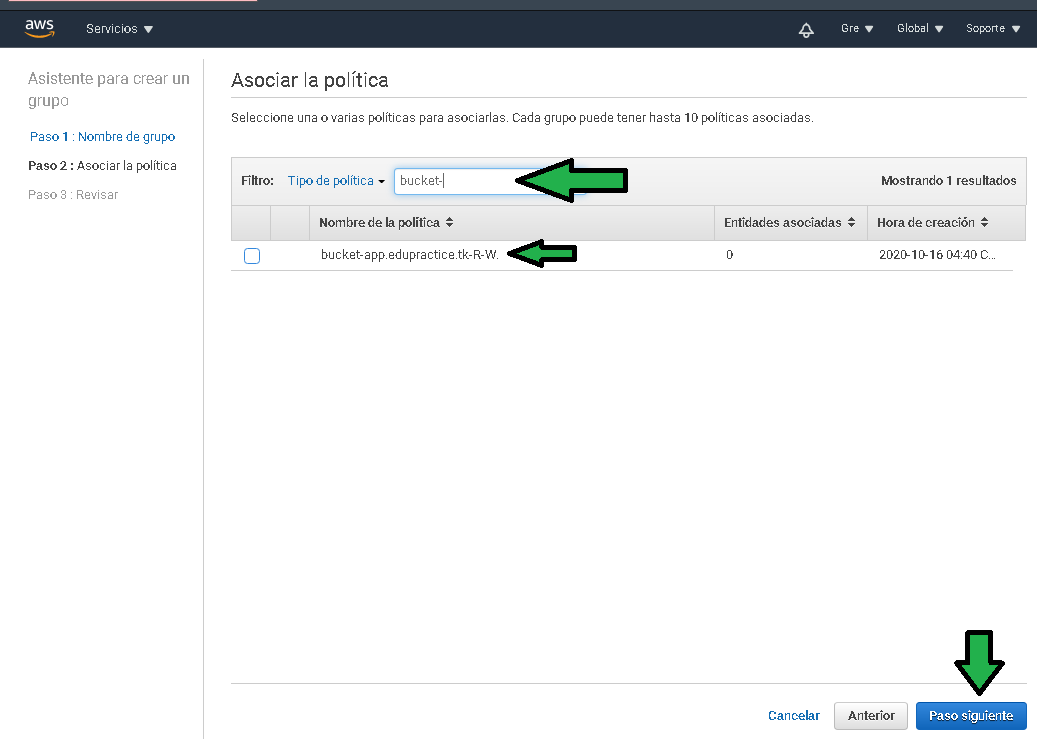 aws
Servicios
Gre
Global
Soporte
Asistente para crear un
grupo
Paso 1 : Nombre de grupo
Paso 2 : Asociar la política
Paso 3 : Revisar
Asociar la política
Seleccione una o varias políticas para asociarlas. Cada grupo puede tener hasta 10 políticas asociadas.
Filtro: Tipo de política bucket- Mostrando 1 resultados
Nombre de la política Entidades asociadas Hora de creación
bucket-app.edupractice.tk-R-W. 0 2020-10-16 04:40 C...
Cancelar Anterior Paso siguiente